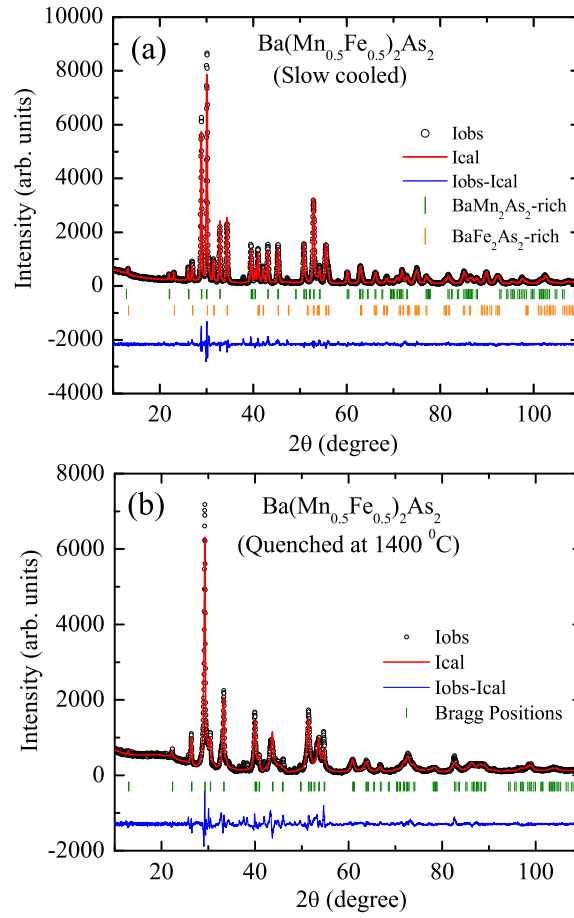 (a)
Ba(Mn₀.₅Fe₀.₅)₂As₂
(Slow cooled)
Iobs
Ical
Iobs-Ical
BaMn₂As₂-rich
BaFe₂As₂-rich
Intensity (arb. units)
10000
8000
6000
4000
2000
0
-2000
-4000
20 40 60 80 100
2θ (degree)
(b)
Ba(Mn₀.₅Fe₀.₅)₂As₂
(Quenched at 1400 ⁰C)
Iobs
Ical
Iobs-Ical
Bragg Positions
Intensity (arb. units)
8000
6000
4000
2000
0
-2000
20 40 60 80 100
2θ (degree)